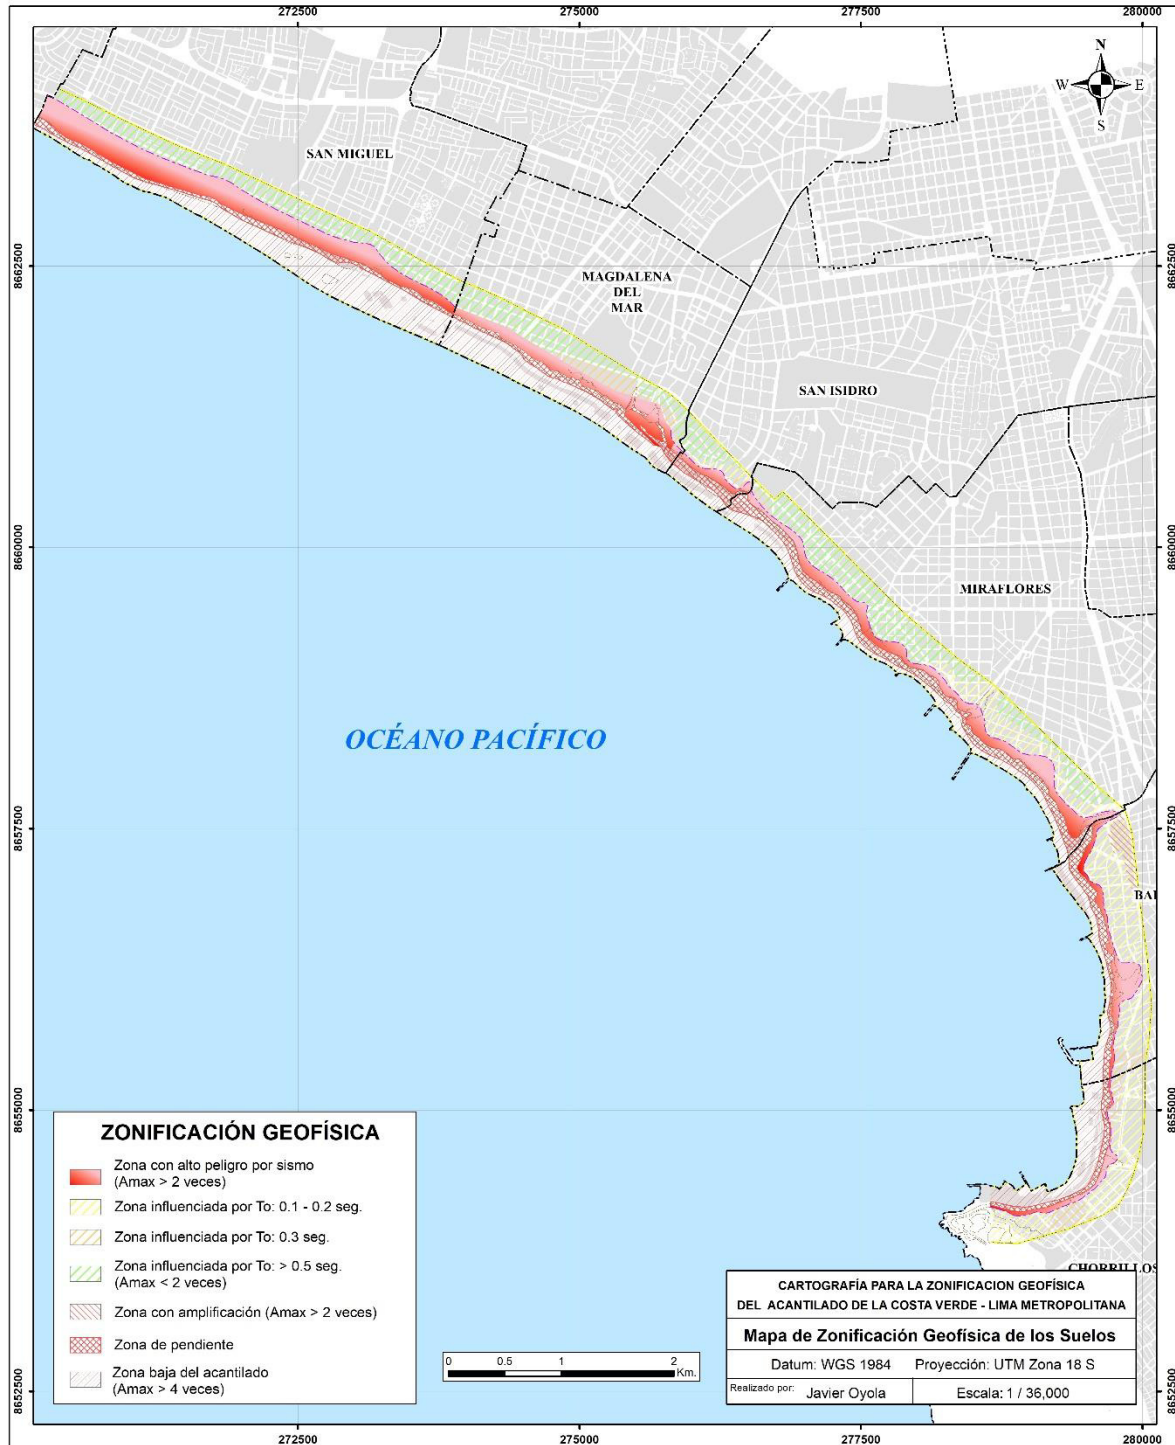 272500 275000 277500 280000
N
W E
S
SAN MIGUEL
8662500 8662500
MAGDALENA
DEL
MAR
SAN ISIDRO
8660000 8660000
MIRAFLORES
OCÉANO PACÍFICO
8657500 8657500
BAI
8655000 8655000
ZONIFICACIÓN GEOFÍSICA
Zona con alto peligro por sismo
(Amax > 2 veces)
Zona influenciada por To: 0.1 - 0.2 seg.
Zona influenciada por To: 0.3 seg.
Zona influenciada por To: > 0.5 seg.
(Amax < 2 veces)
Zona con amplificación (Amax > 2 veces)
Zona de pendiente
Zona baja del acantilado
(Amax > 4 veces)
0 0.5 1 2
Km.
CHORRILLOS
CARTOGRAFÍA PARA LA ZONIFICACION GEOFÍSICA
DEL ACANTILADO DE LA COSTA VERDE - LIMA METROPOLITANA
Mapa de Zonificación Geofísica de los Suelos
Datum: WGS 1984 Proyección: UTM Zona 18 S
Realizado por: Javier Oyola Escala: 1 / 36,000
8652500 8652500
272500 275000 277500 280000